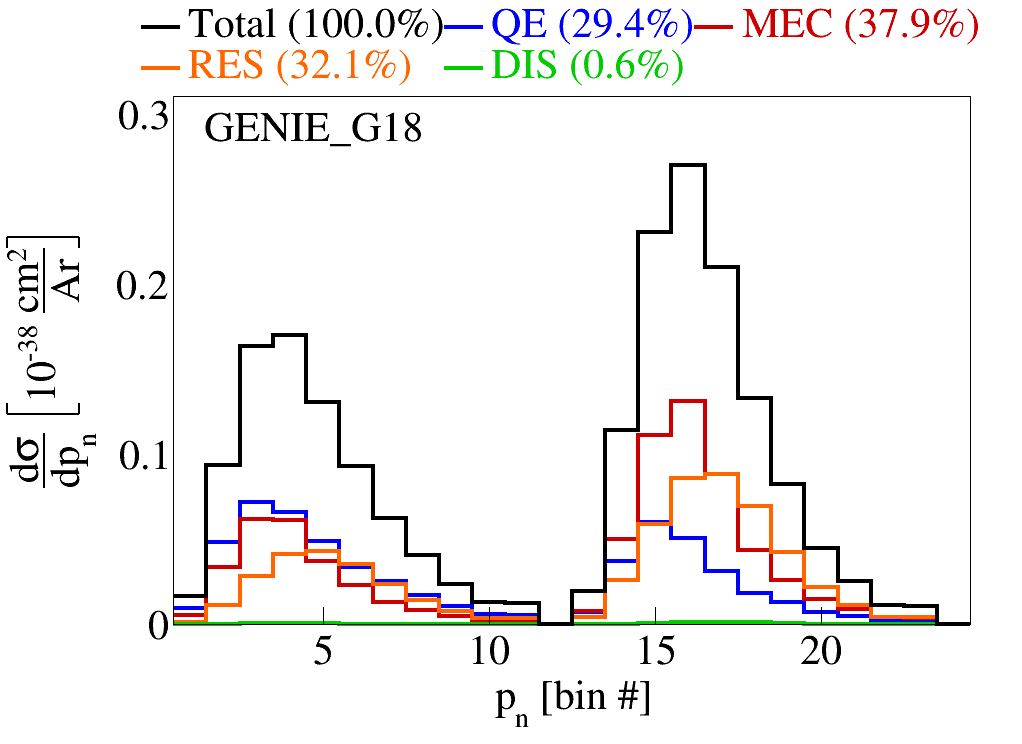 Total (100.0%) QE (29.4%) MEC (37.9%)
RES (32.1%) DIS (0.6%)
GENIE_G18
0.3
0.2
0.1
0
5 10 15 20
p_n [bin #]
dσ/dp_n [10^-38 cm^2/Ar]